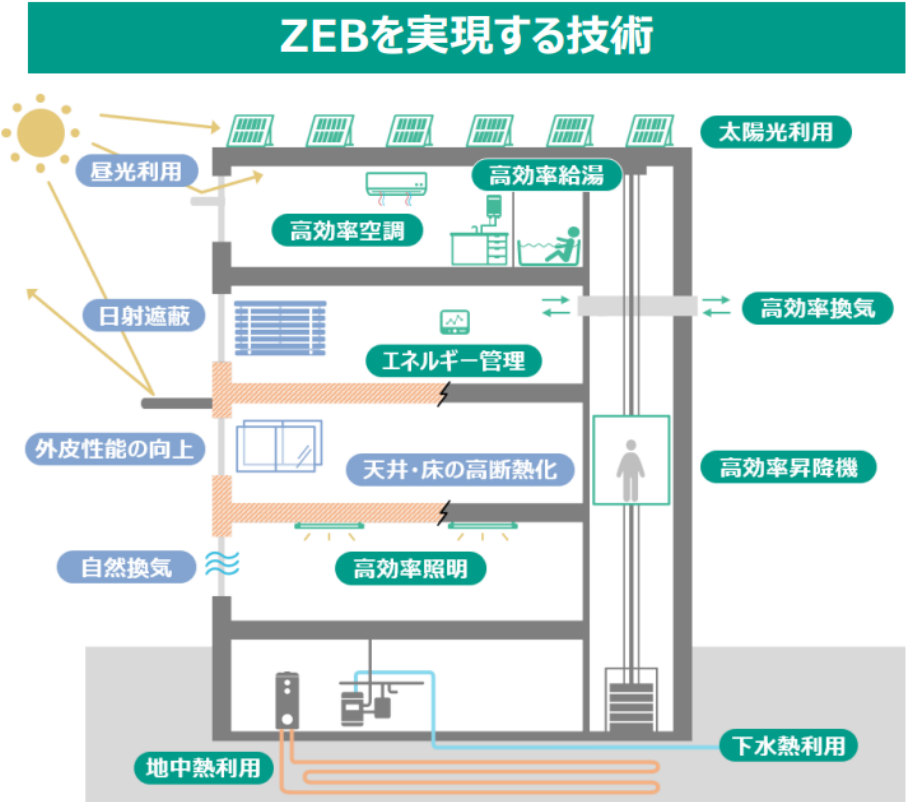 ZEBを実現する技術
太陽光利用
昼光利用
高効率給湯
高効率空調
日射遮蔽
高効率換気
エネルギー管理
外皮性能の向上
天井・床の高断熱化
高効率昇降機
自然換気
高効率照明
下水熱利用
地中熱利用